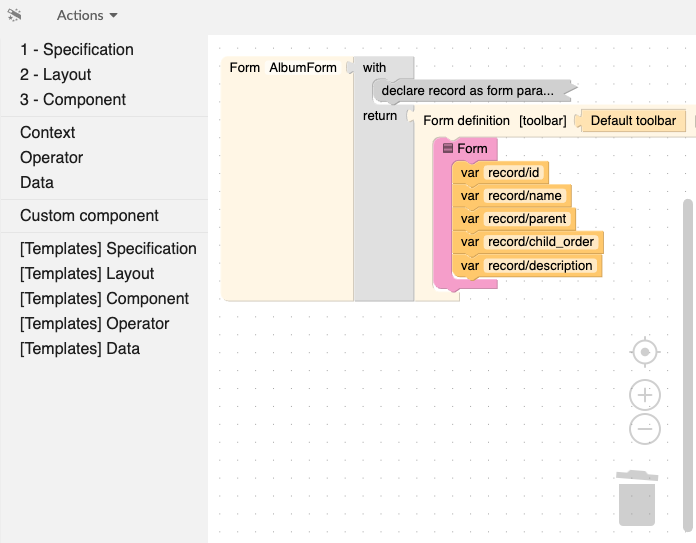 Actions
1 - Specification
2 - Layout
3 - Component
Context
Operator
Data
Custom component
[Templates] Specification
[Templates] Layout
[Templates] Component
[Templates] Operator
[Templates] Data
Form AlbumForm with
declare record as form para...
return Form definition [toolbar] Default toolbar
Form
var record/id
var record/name
var record/parent
var record/child_order
var record/description